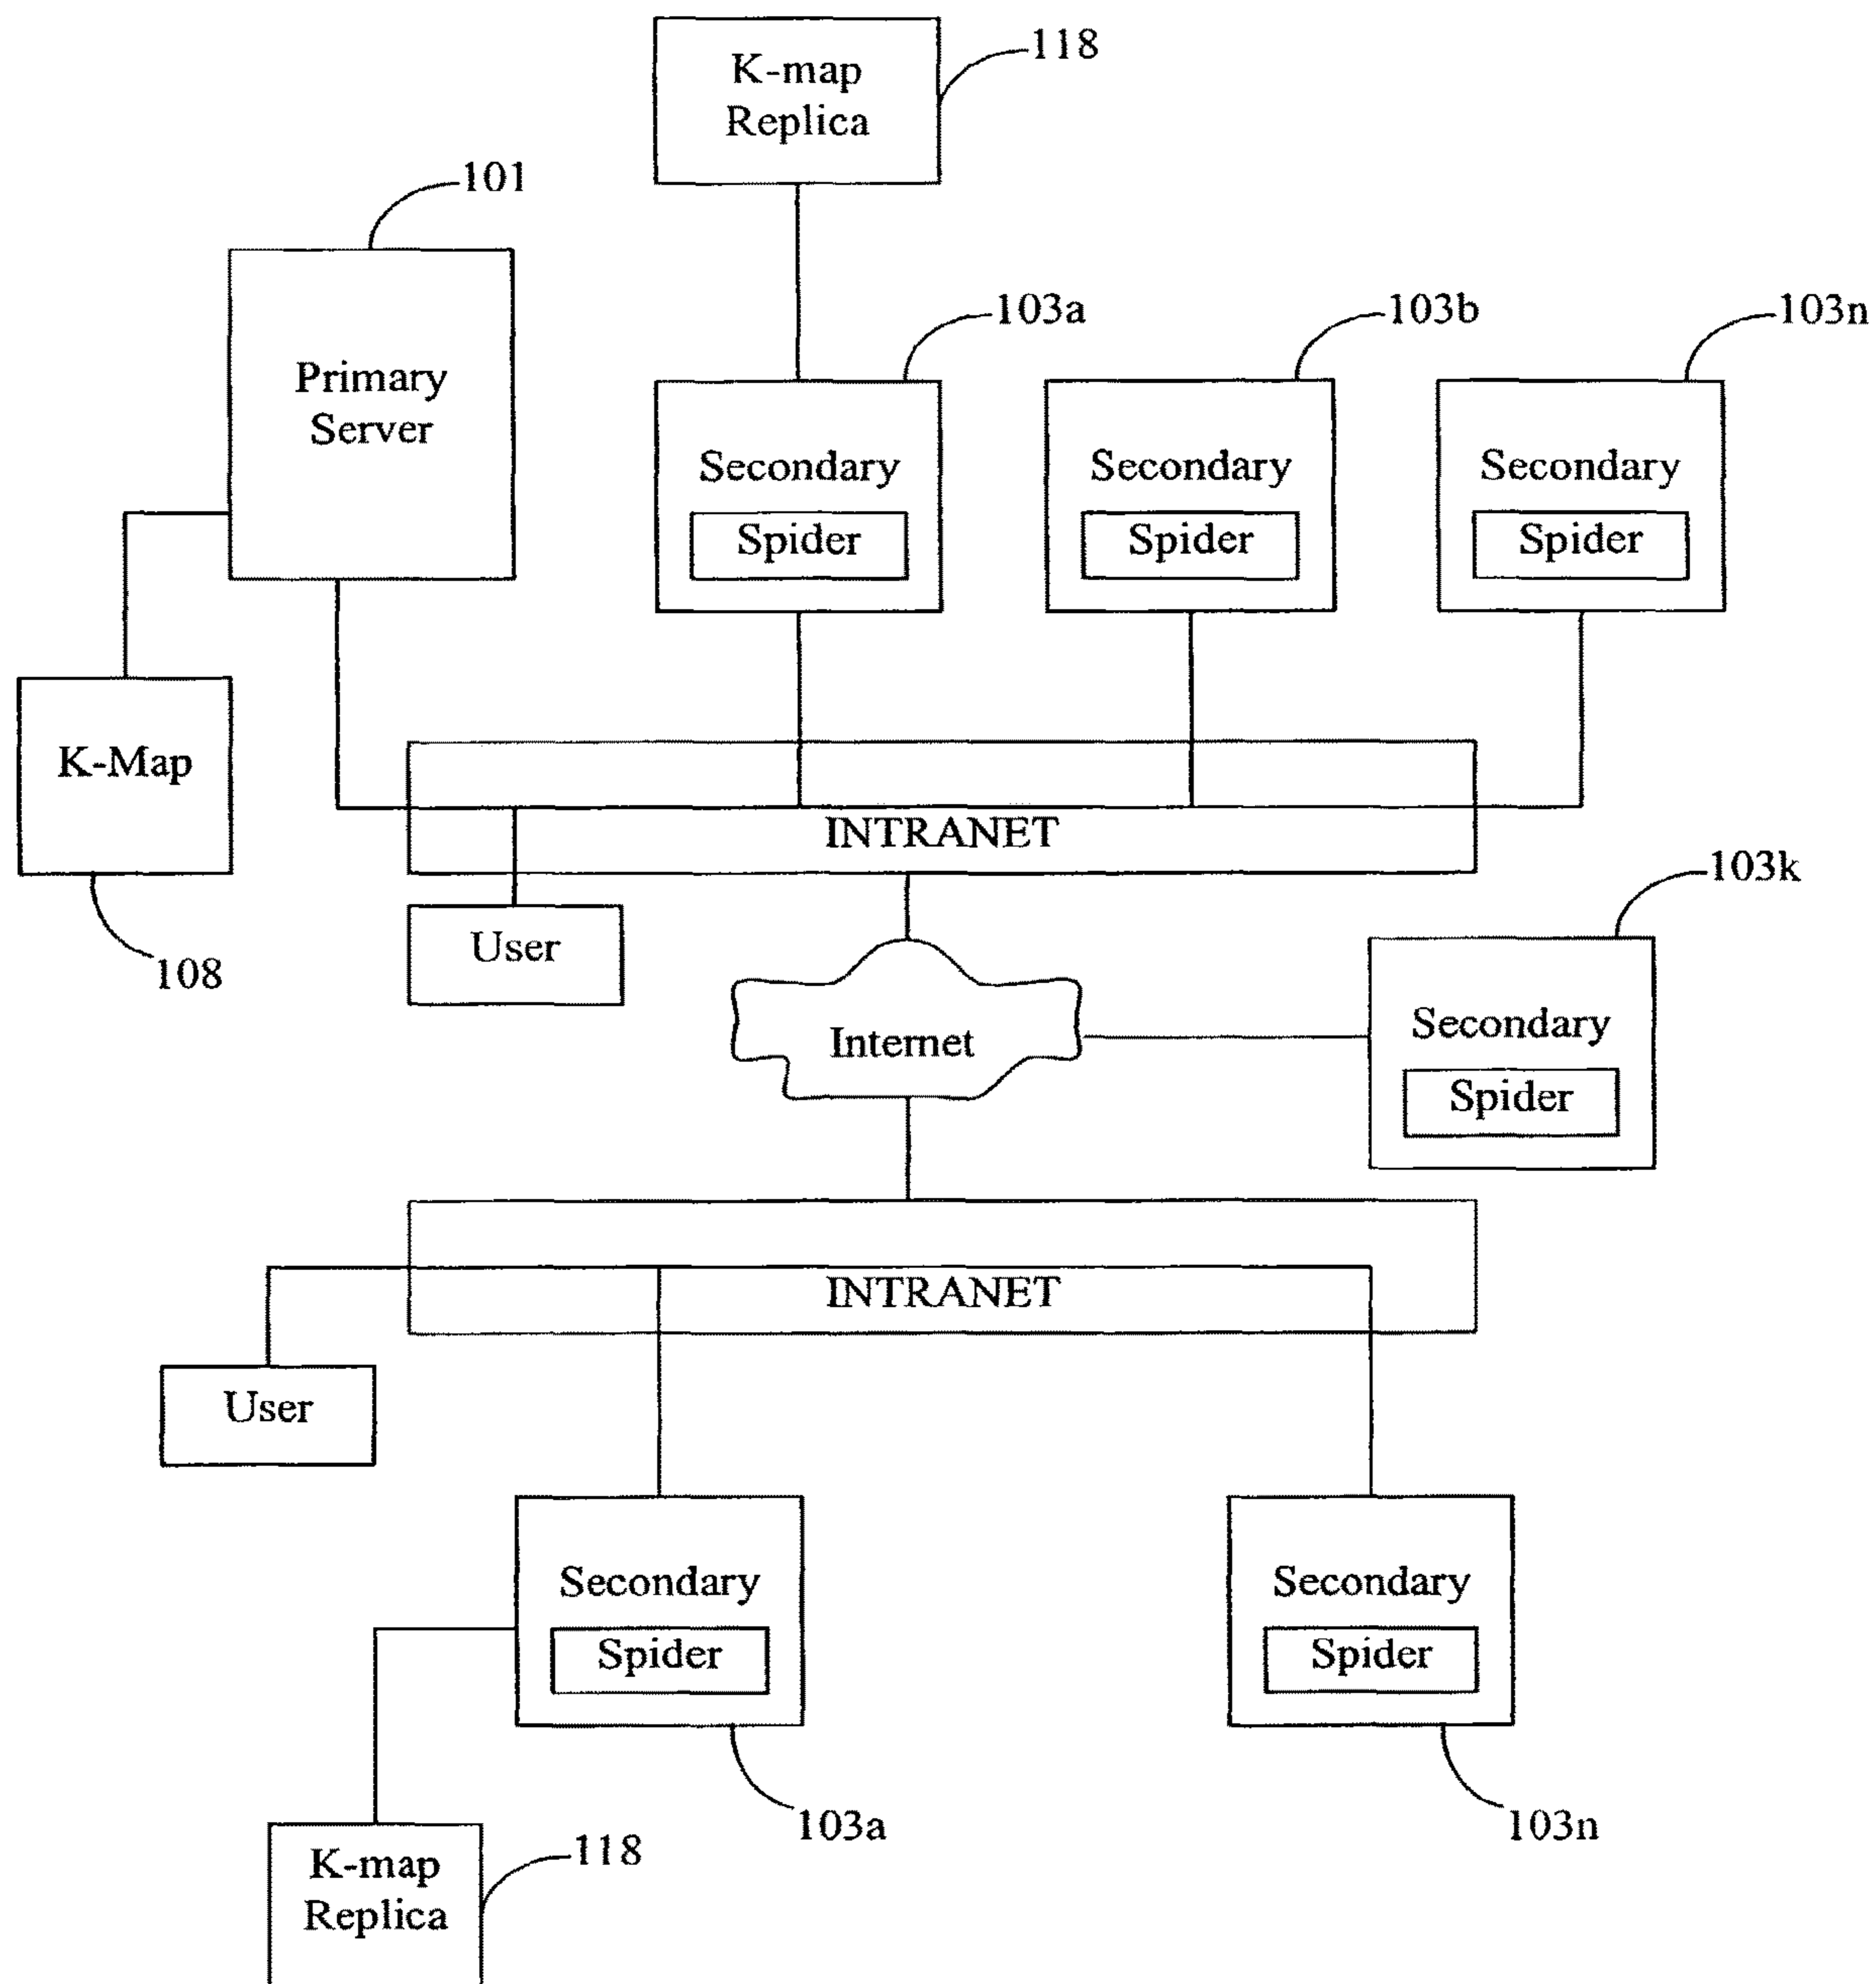 K-map
Replica
118
101
Primary
Server
103a
Secondary
Spider
103b
Secondary
Spider
103n
Secondary
Spider
K-Map
108
INTRANET
User
Internet
103k
Secondary
Spider
INTRANET
User
Secondary
Spider
103a
Secondary
Spider
103n
K-map
Replica
118